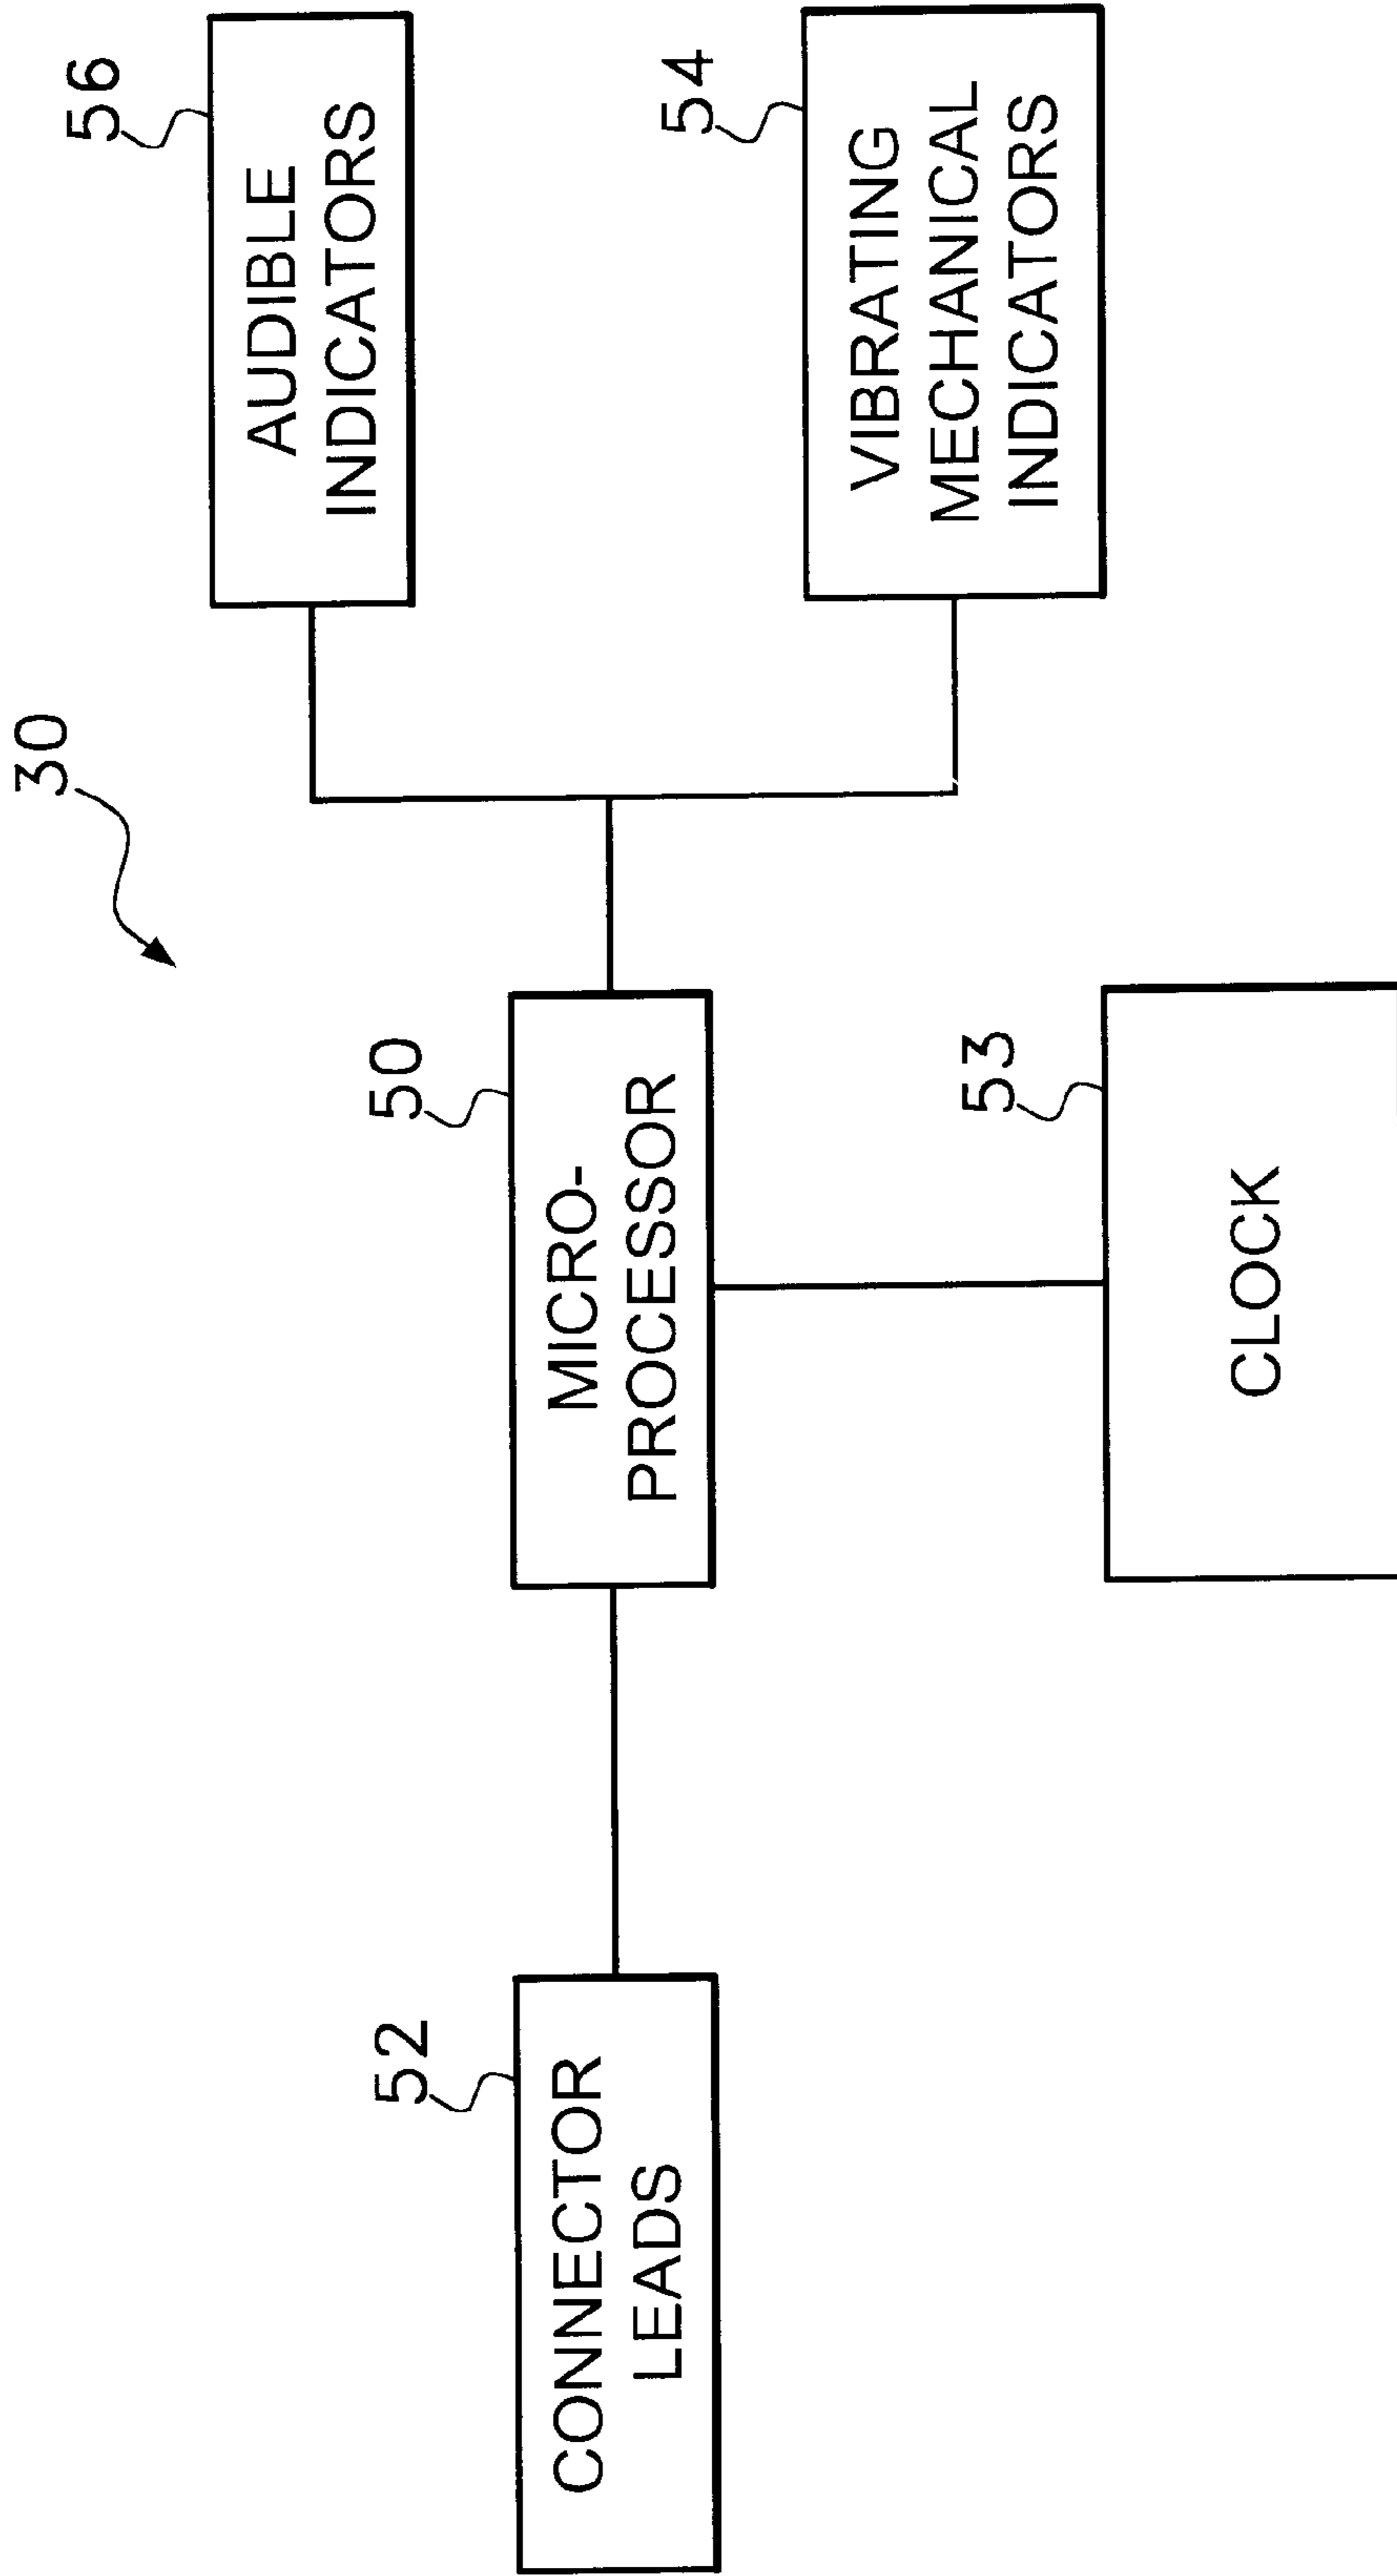 30
56
AUDIBLE
INDICATORS
50
MICRO-
PROCESSOR
52
CONNECTOR
LEADS
54
VIBRATING
MECHANICAL
INDICATORS
53
CLOCK